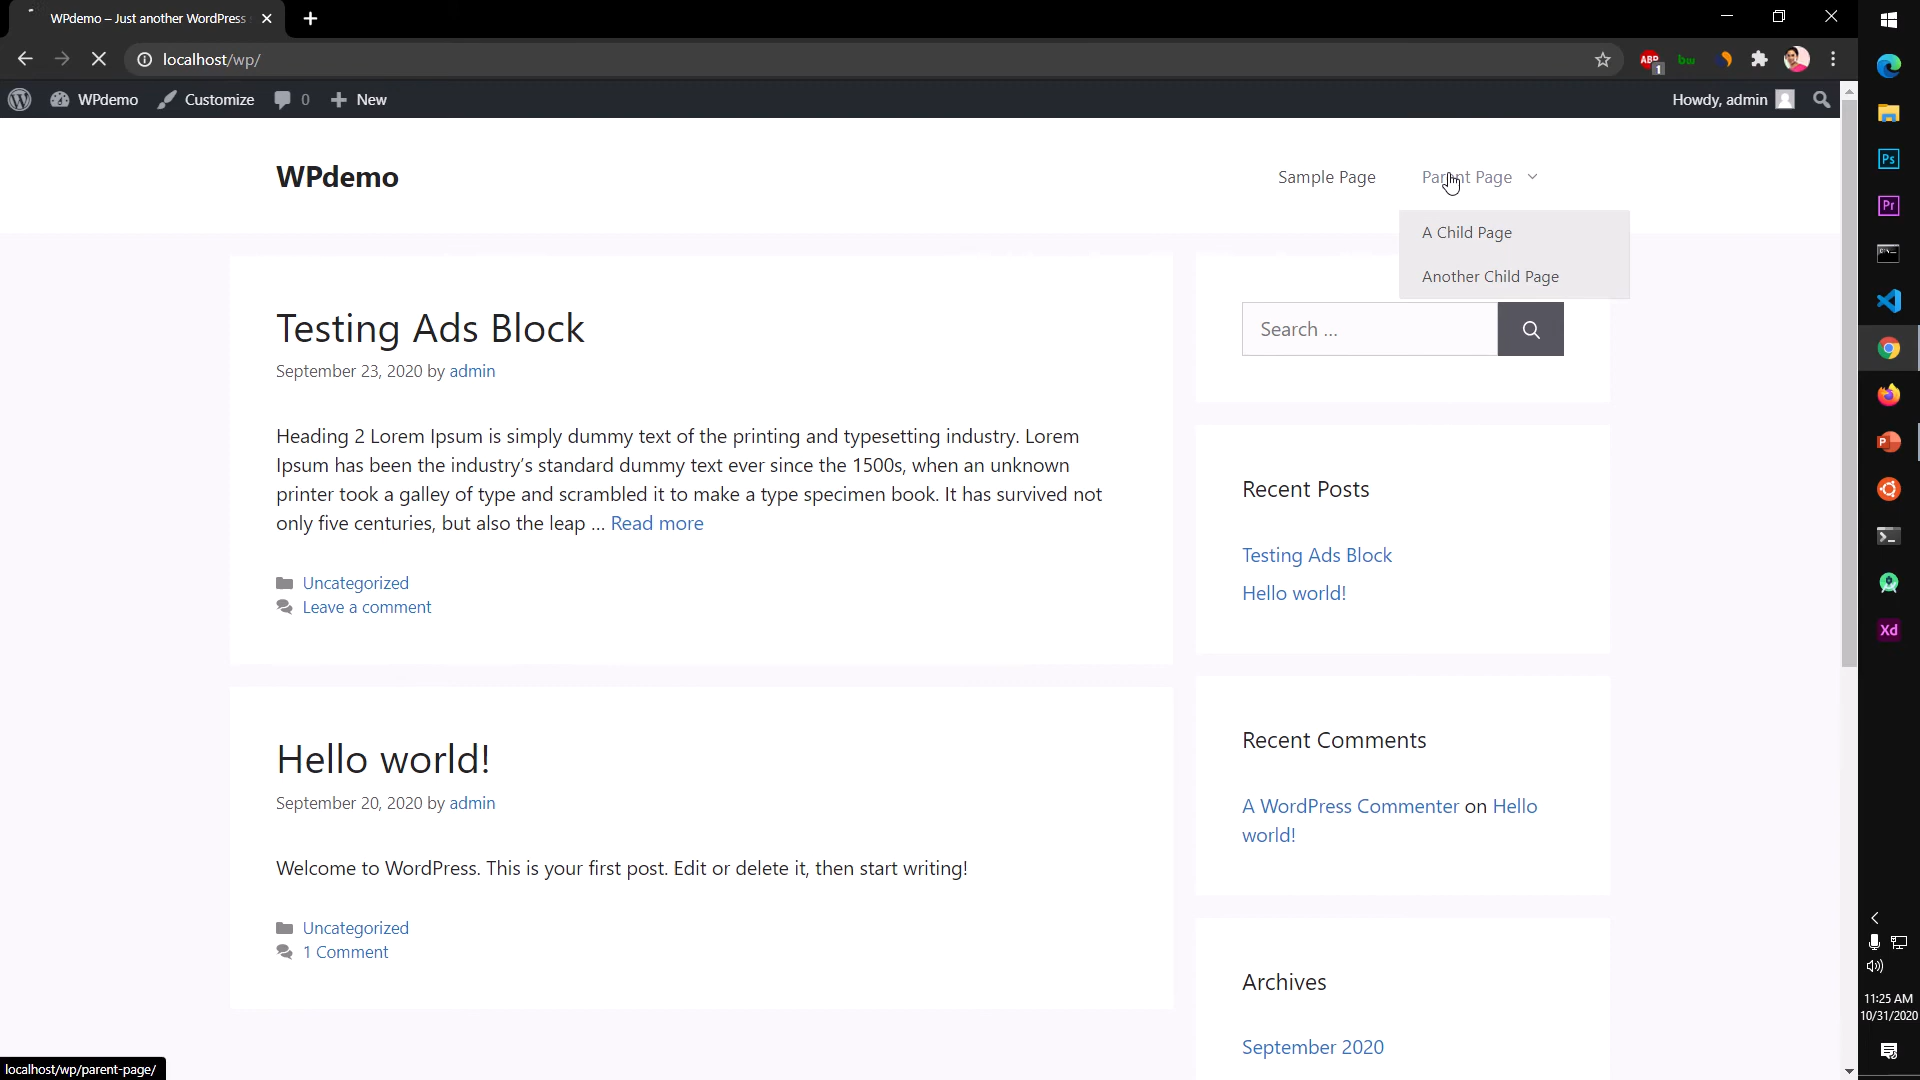 WPdemo – Just another WordPress
localhost/wp/
ABP
1
bw
WPdemo
Customize
0
New
Howdy, admin
WPdemo
Sample Page
Parent Page
A Child Page
Another Child Page
Testing Ads Block
September 23, 2020 by admin
Heading 2 Lorem Ipsum is simply dummy text of the printing and typesetting industry. Lorem
Ipsum has been the industry’s standard dummy text ever since the 1500s, when an unknown
printer took a galley of type and scrambled it to make a type specimen book. It has survived not
only five centuries, but also the leap ... Read more
Uncategorized
Leave a comment
Hello world!
September 20, 2020 by admin
Welcome to WordPress. This is your first post. Edit or delete it, then start writing!
Uncategorized
1 Comment
Search ...
Recent Posts
Testing Ads Block
Hello world!
Recent Comments
A WordPress Commenter on Hello
world!
Archives
September 2020
Ps
Pr
Xd
11:25 AM
10/31/2020
localhost/wp/parent-page/